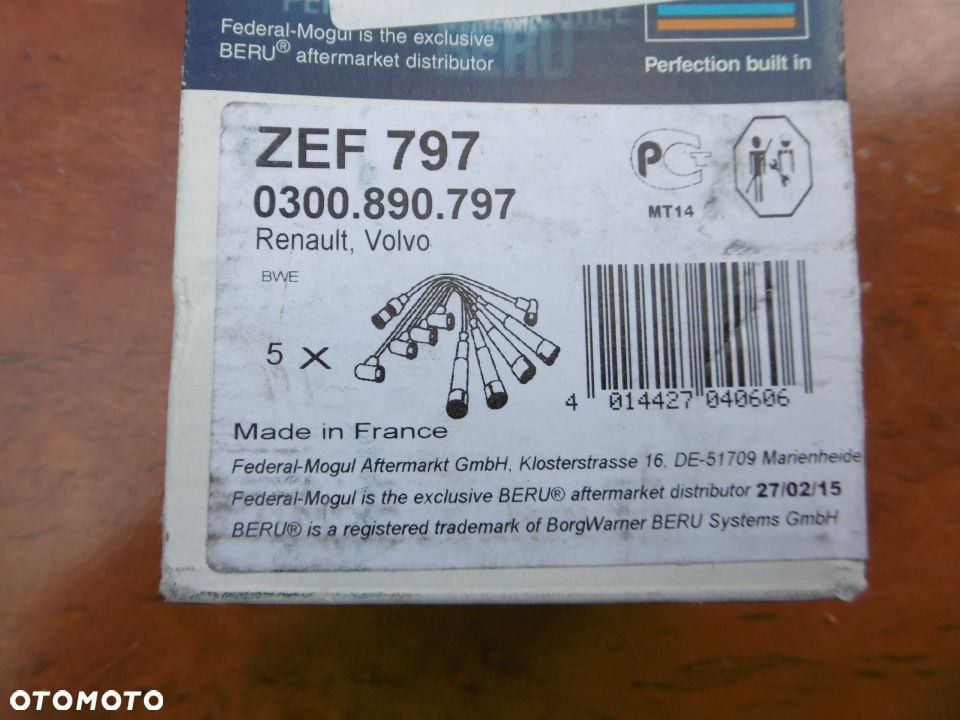 Federal-Mogul is the exclusive
BERU® aftermarket distributor
BERU
Perfection built in
ZEF 797
0300.890.797
Renault, Volvo
BWE
MT14
5 x
4 014427 040606
Made in France
Federal-Mogul Aftermarkt GmbH, Klosterstrasse 16, DE-51709 Marienheide
Federal-Mogul is the exclusive BERU® aftermarket distributor 27/02/15
BERU® is a registered trademark of BorgWarner BERU Systems GmbH
OTOMOTO